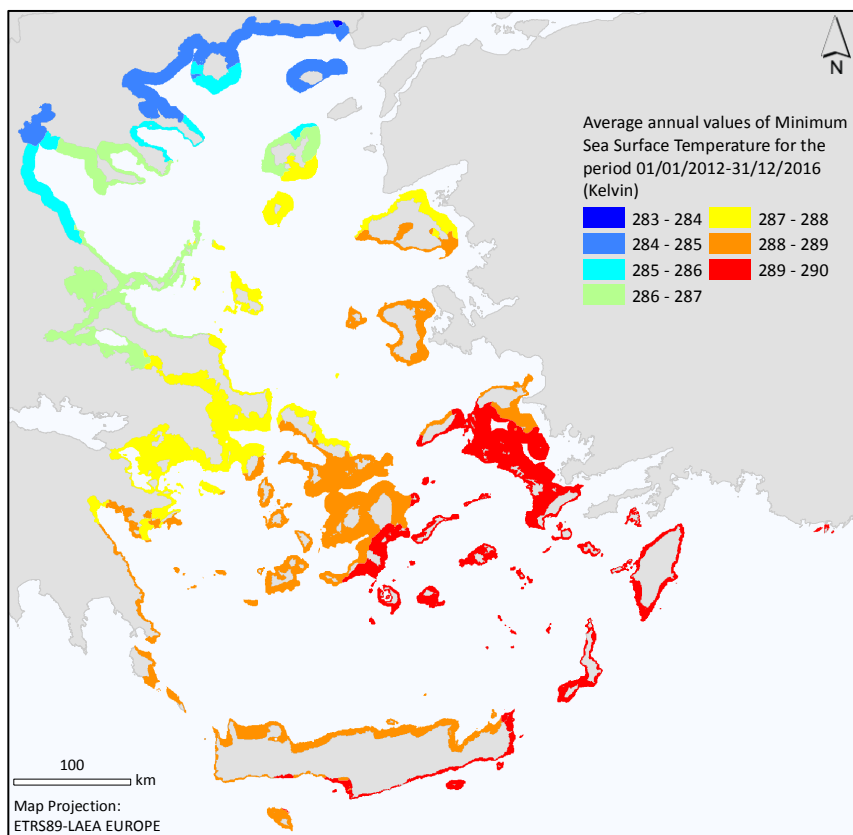 N
Average annual values of Minimum
Sea Surface Temperature for the
period 01/01/2012-31/12/2016
(Kelvin)
283 - 284 287 - 288
284 - 285 288 - 289
285 - 286 289 - 290
286 - 287
100
km
Map Projection:
ETRS89-LAEA EUROPE